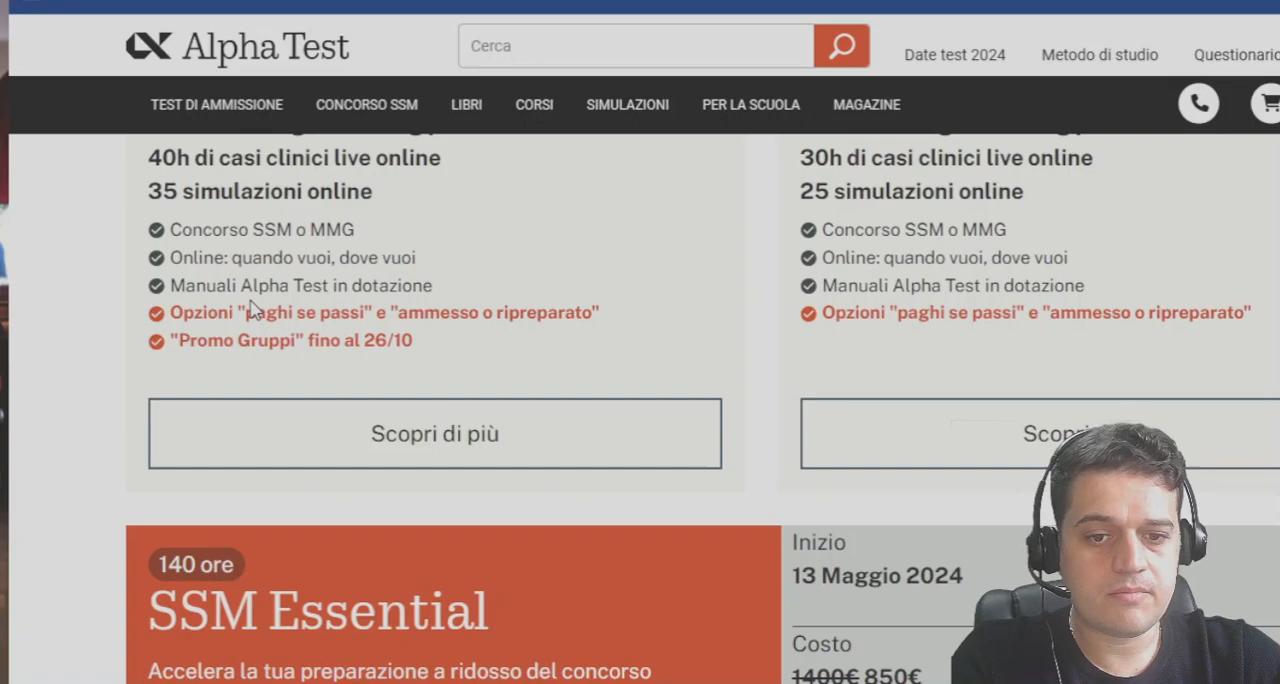 Alpha Test
Cerca
Date test 2024
Metodo di studio
Questionario
TEST DI AMMISSIONE
CONCORSO SSM
LIBRI
CORSI
SIMULAZIONI
PER LA SCUOLA
MAGAZINE
40h di casi clinici live online
35 simulazioni online
Concorso SSM o MMG
Online: quando vuoi, dove vuoi
Manuali Alpha Test in dotazione
Opzioni "paghi se passi" e "ammesso o ripreparato"
"Promo Gruppi" fino al 26/10
Scopri di più
30h di casi clinici live online
25 simulazioni online
Concorso SSM o MMG
Online: quando vuoi, dove vuoi
Manuali Alpha Test in dotazione
Opzioni "paghi se passi" e "ammesso o ripreparato"
Scopri
140 ore
SSM Essential
Accelera la tua preparazione a ridosso del concorso
Inizio
13 Maggio 2024
Costo
1400€ 850€